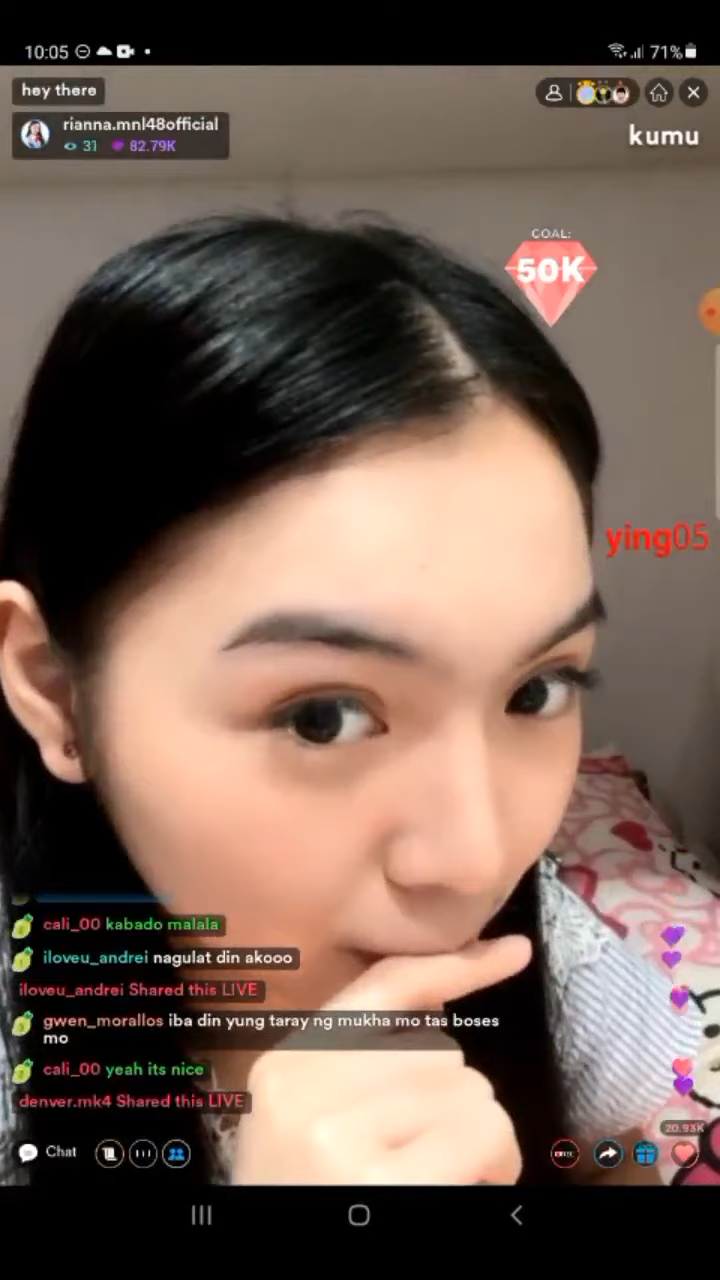 10:05
71%
hey there
rianna.mnl48official
31 82.79K
kumu
GOAL:
50K
ying05
cali_00 kabado malala
iloveu_andrei nagulat din akooo
iloveu_andrei Shared this LIVE
gwen_morallos iba din yung taray ng mukha mo tas boses
mo
cali_00 yeah its nice
denver.mk4 Shared this LIVE
20.93K
Chat